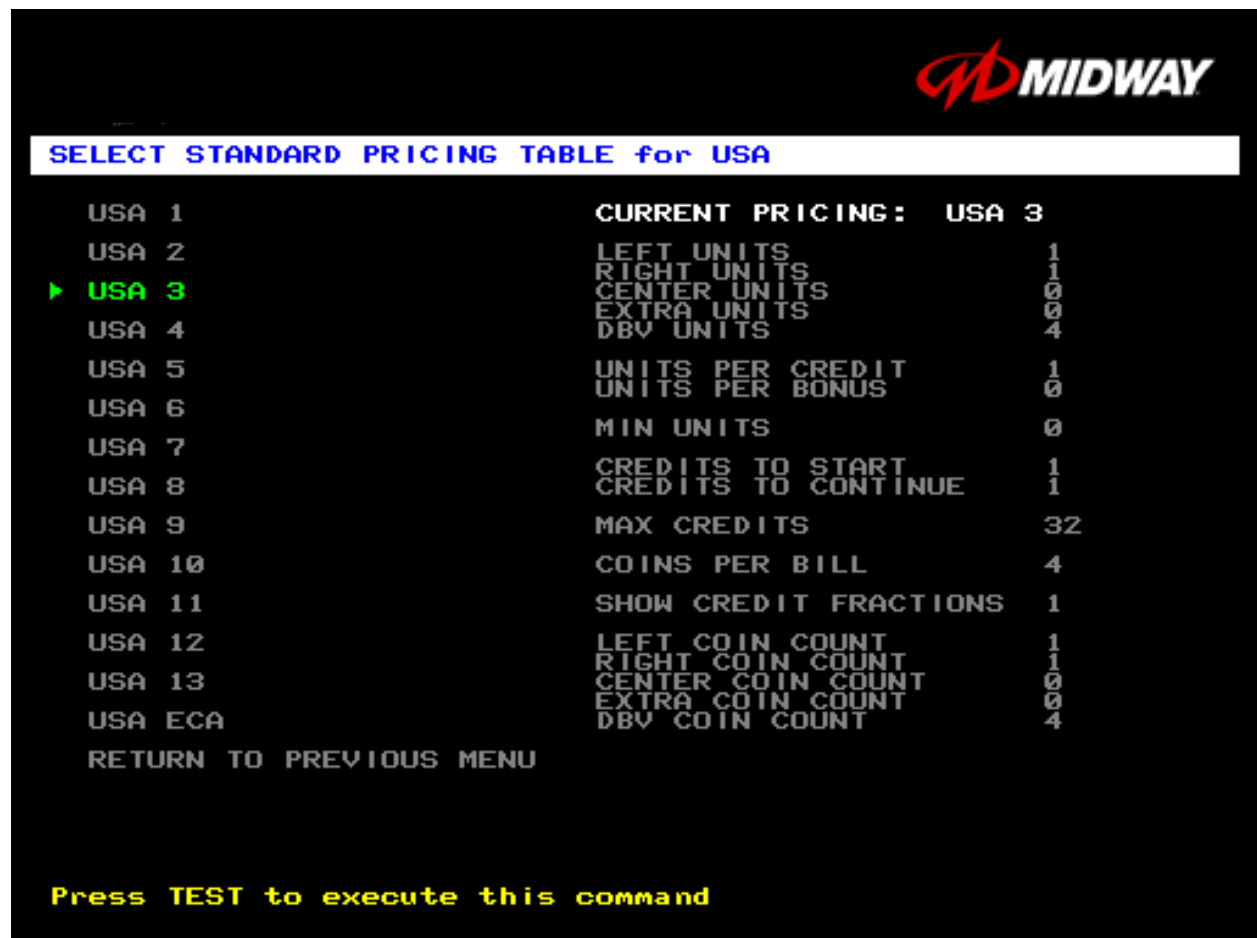 MIDWAY
SELECT STANDARD PRICING TABLE for USA
USA 1
USA 2
USA 3
USA 4
USA 5
USA 6
USA 7
USA 8
USA 9
USA 10
USA 11
USA 12
USA 13
USA ECA
RETURN TO PREVIOUS MENU
CURRENT PRICING: USA 3
LEFT UNITS 1
RIGHT UNITS 1
CENTER UNITS 0
EXTRA UNITS 0
DBV UNITS 4
UNITS PER CREDIT 1
UNITS PER BONUS 0
MIN UNITS 0
CREDITS TO START 1
CREDITS TO CONTINUE 1
MAX CREDITS 32
COINS PER BILL 4
SHOW CREDIT FRACTIONS 1
LEFT COIN COUNT 1
RIGHT COIN COUNT 1
CENTER COIN COUNT 0
EXTRA COIN COUNT 0
DBV COIN COUNT 4
Press TEST to execute this command